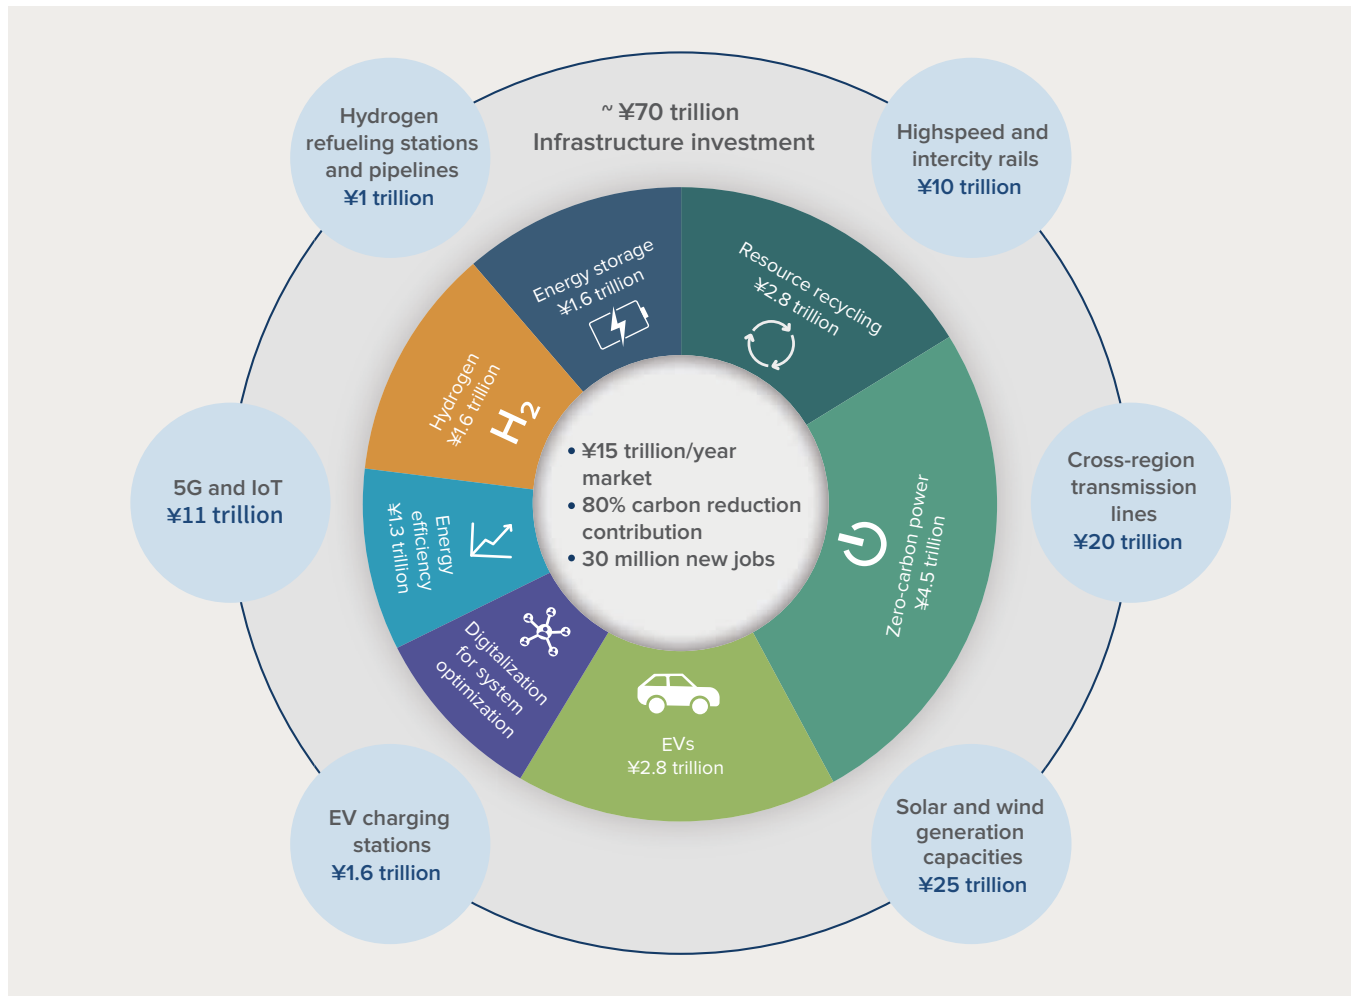 ~ ¥70 trillion
Infrastructure investment
Hydrogen
refueling stations
and pipelines
¥1 trillion
Highspeed and
intercity rails
¥10 trillion
Cross-region
transmission
lines
¥20 trillion
Solar and wind
generation
capacities
¥25 trillion
EV charging
stations
¥1.6 trillion
5G and IoT
¥11 trillion
Energy storage
¥1.6 trillion
Resource recycling
¥2.8 trillion
Zero-carbon power
¥4.5 trillion
EVs
¥2.8 trillion
Digitalization
for system
optimization
Energy
efficiency
¥1.3 trillion
Hydrogen
¥1.6 trillion
H2
• ¥15 trillion/year
market
• 80% carbon reduction
contribution
• 30 million new jobs